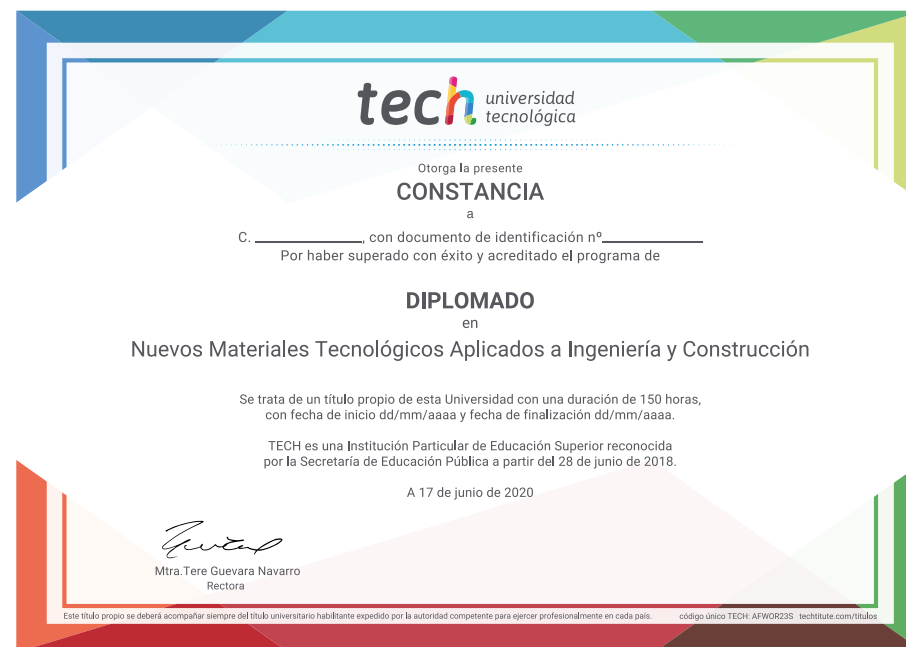 tech universidad
tecnológica
Otorga la presente
CONSTANCIA
a
C. ____________, con documento de identificación nº____________
Por haber superado con éxito y acreditado el programa de
DIPLOMADO
en
Nuevos Materiales Tecnológicos Aplicados a Ingeniería y Construcción
Se trata de un título propio de esta Universidad con una duración de 150 horas,
con fecha de inicio dd/mm/aaaa y fecha de finalización dd/mm/aaaa.
TECH es una Institución Particular de Educación Superior reconocida
por la Secretaría de Educación Pública a partir del 28 de junio de 2018.
A 17 de junio de 2020
Mtra.Tere Guevara Navarro
Rectora
Este título propio se deberá acompañar siempre del título universitario habilitante expedido por la autoridad competente para ejercer profesionalmente en cada país. código único TECH: AFWOR23S techtitute.com/titulos